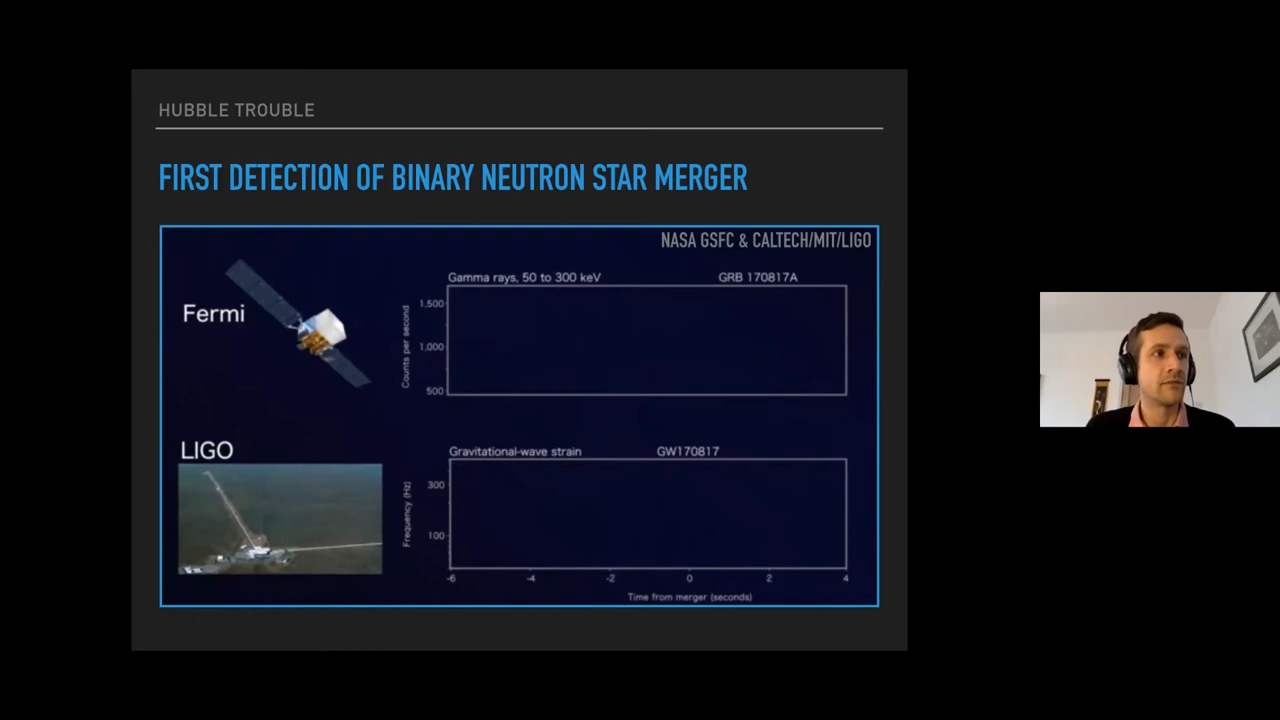 HUBBLE TROUBLE
FIRST DETECTION OF BINARY NEUTRON STAR MERGER
NASA GSFC & CALTECH/MIT/LIGO
Fermi
Gamma rays, 50 to 300 keV
GRB 170817A
Counts per second
1,500
1,000
500
LIGO
Gravitational-wave strain
GW170817
Frequency (Hz)
300
100
-6
-4
-2
0
2
4
Time from merger (seconds)